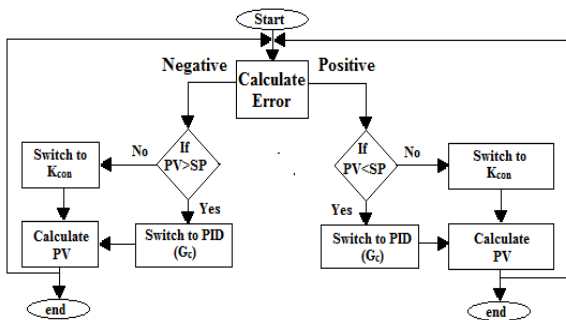 Start
Negative
Positive
Calculate
Error
If
PV>SP
If
PV<SP
No
Yes
No
Yes
Switch to
Kcon
Switch to PID
(Gc)
Calculate
PV
Switch to PID
(Gc)
Switch to
Kcon
Calculate
PV
end
end